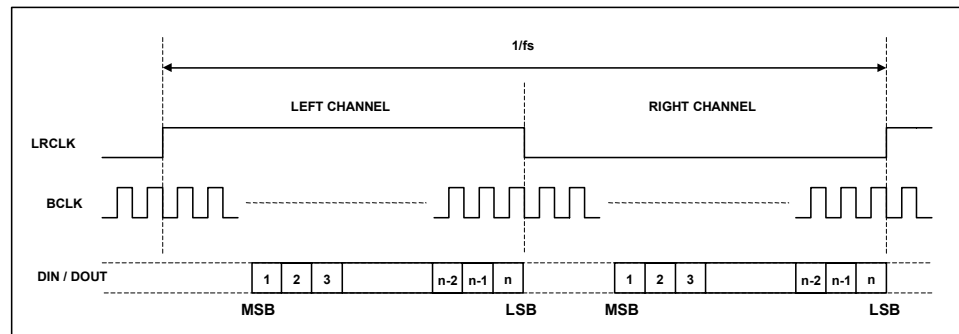 1/fs
LEFT CHANNEL RIGHT CHANNEL
LRCLK
BCLK
DIN / DOUT 1 2 3 n-2 n-1 n 1 2 3 n-2 n-1 n
MSB LSB MSB LSB